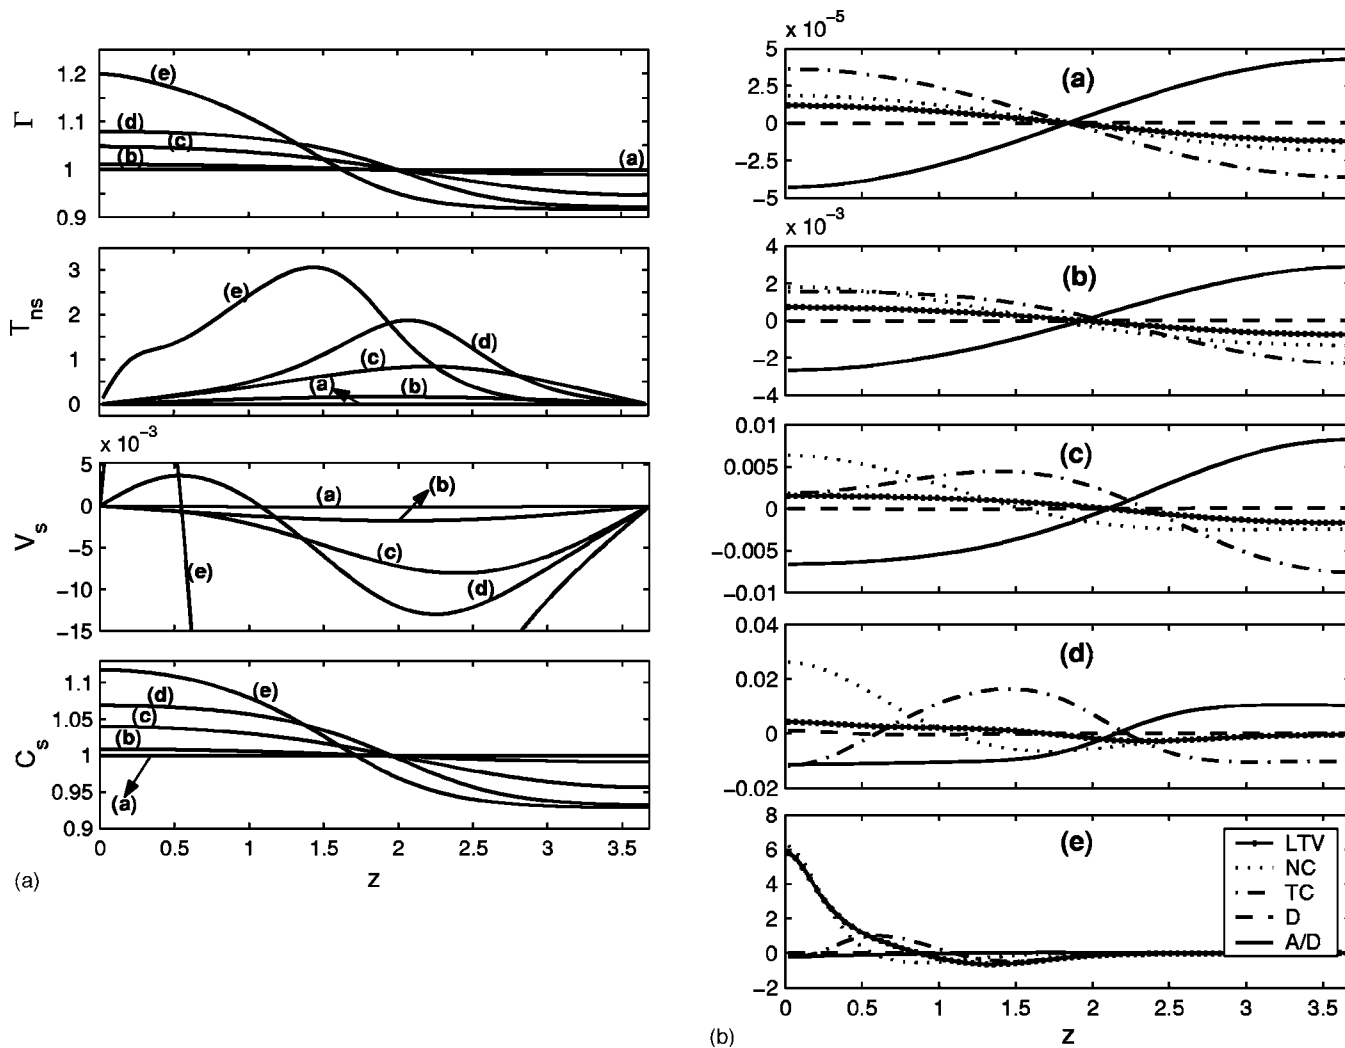 1.2
1.1
1
0.9
Γ
(e)
(d)
(c)
(b)
(a)
3
2
1
0
T_ns
(e)
(d)
(c)
(a)
(b)
x 10^−3
5
0
−5
−10
−15
V_s
(a)
(b)
(c)
(e)
(d)
1.1
1.05
1
0.95
0.9
C_s
(e)
(d)
(c)
(b)
(a)
0 0.5 1 1.5 2 2.5 3 3.5
z
(a)
x 10^−5
5
2.5
0
−2.5
−5
(a)
x 10^−3
4
2
0
−2
−4
(b)
0.01
0.005
0
−0.005
−0.01
(c)
0.04
0.02
0
−0.02
(d)
8
6
4
2
0
−2
(e)
LTV
NC
TC
D
A/D
0 0.5 1 1.5 2 2.5 3 3.5
z
(b)